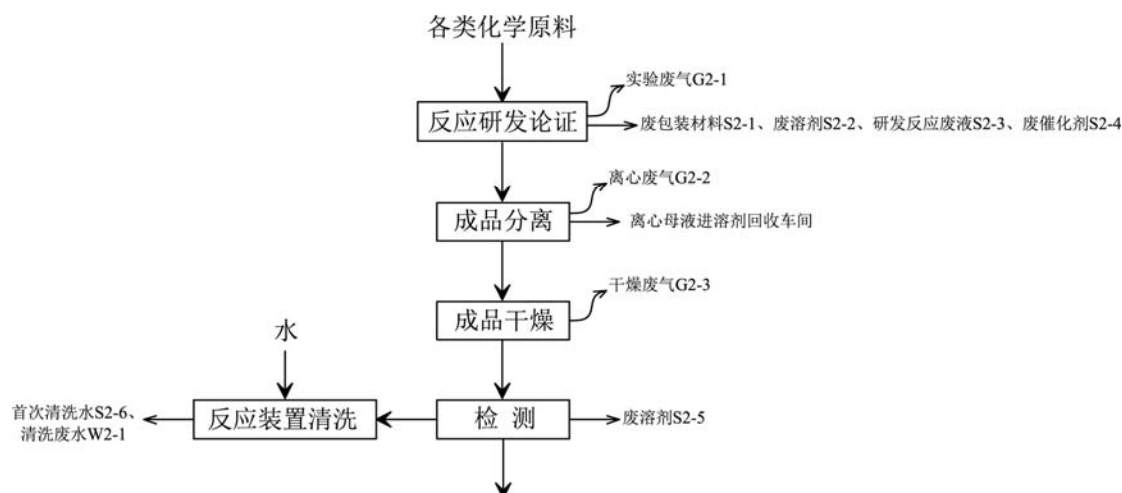 各类化学原料
实验废气G2-1
反应研发论证
废包装材料S2-1、废溶剂S2-2、研发反应废液S2-3、废催化剂S2-4
离心废气G2-2
成品分离
离心母液进溶剂回收车间
干燥废气G2-3
成品干燥
水
首次清洗水S2-6、
清洗废水W2-1
反应装置清洗
检 测
废溶剂S2-5